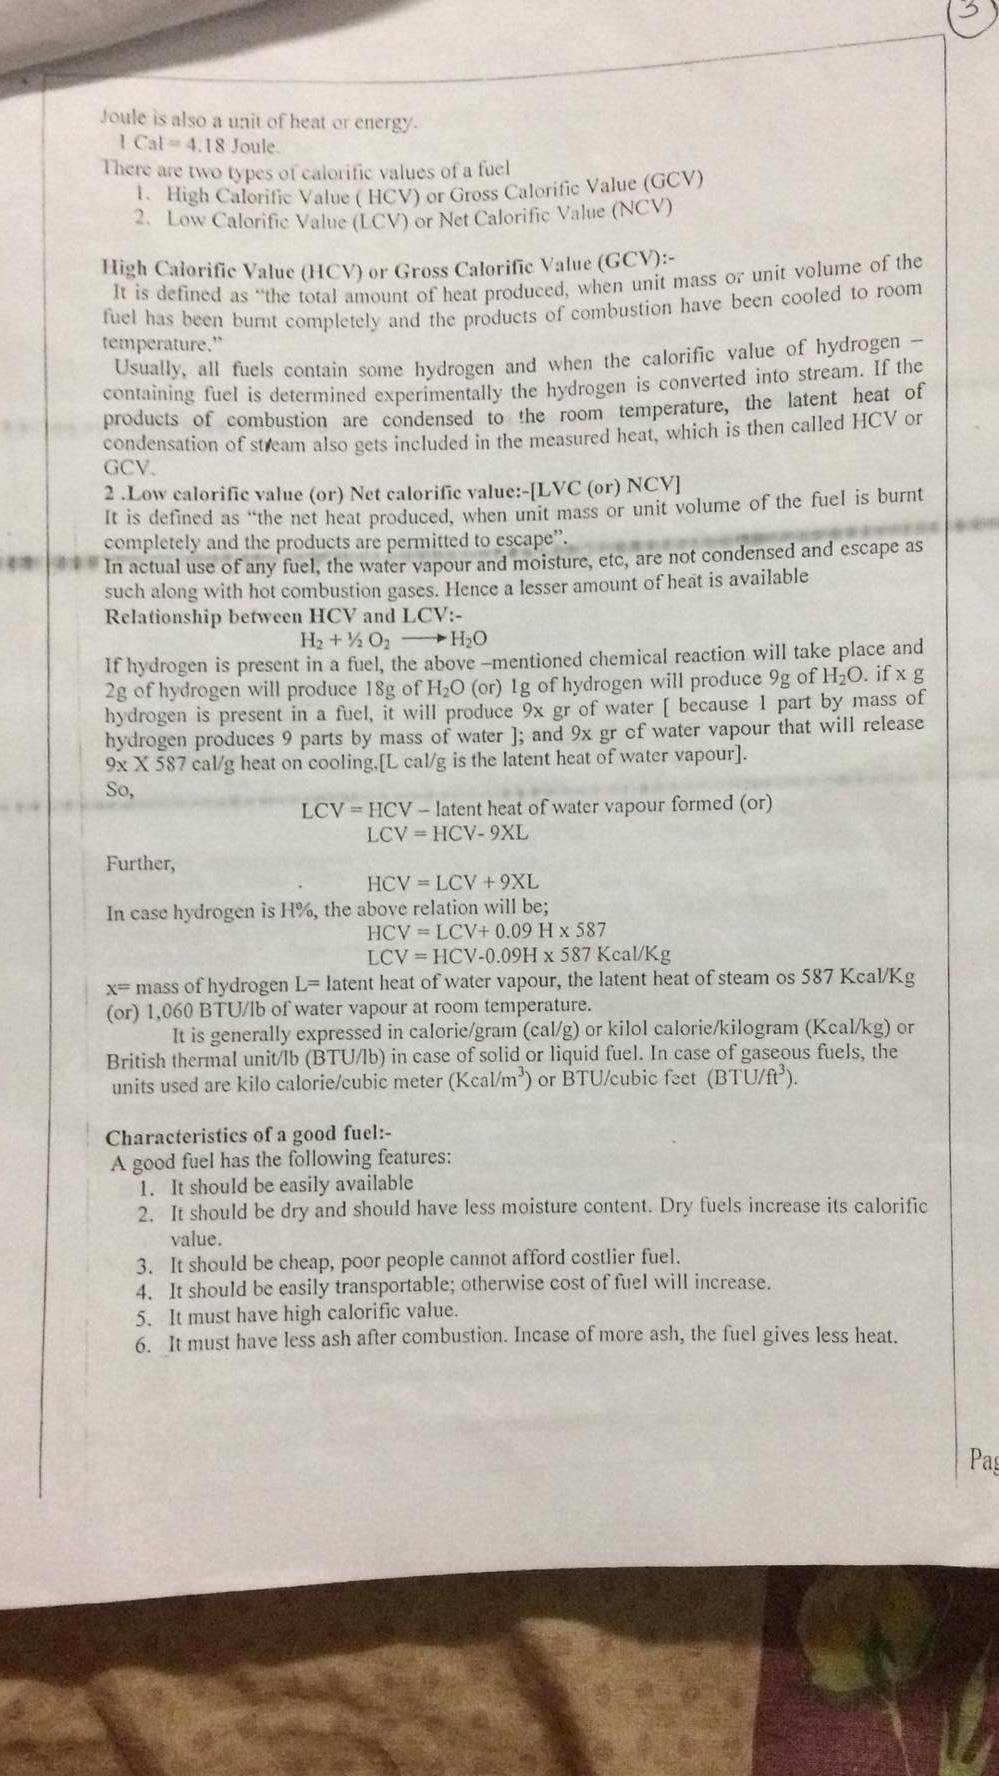 3
Joule is also a unit of heat or energy.
1 Cal = 4.18 Joule.
There are two types of calorific values of a fuel
1. High Calorific Value ( HCV) or Gross Calorific Value (GCV)
2. Low Calorific Value (LCV) or Net Calorific Value (NCV)
High Calorific Value (HCV) or Gross Calorific Value (GCV):-
It is defined as “the total amount of heat produced, when unit mass or unit volume of the
fuel has been burnt completely and the products of combustion have been cooled to room
temperature.”
Usually, all fuels contain some hydrogen and when the calorific value of hydrogen –
containing fuel is determined experimentally the hydrogen is converted into stream. If the
products of combustion are condensed to the room temperature, the latent heat of
condensation of steam also gets included in the measured heat, which is then called HCV or
GCV.
2 .Low calorific value (or) Net calorific value:-[LVC (or) NCV]
It is defined as “the net heat produced, when unit mass or unit volume of the fuel is burnt
completely and the products are permitted to escape”.
In actual use of any fuel, the water vapour and moisture, etc, are not condensed and escape as
such along with hot combustion gases. Hence a lesser amount of heat is available
Relationship between HCV and LCV:-
H₂ + ½ O₂ ⟶ H₂O
If hydrogen is present in a fuel, the above –mentioned chemical reaction will take place and
2g of hydrogen will produce 18g of H₂O (or) 1g of hydrogen will produce 9g of H₂O. if x g
hydrogen is present in a fuel, it will produce 9x gr of water [ because 1 part by mass of
hydrogen produces 9 parts by mass of water ]; and 9x gr of water vapour that will release
9x X 587 cal/g heat on cooling.[L cal/g is the latent heat of water vapour].
So,
LCV = HCV – latent heat of water vapour formed (or)
LCV = HCV- 9XL
Further,
HCV = LCV + 9XL
In case hydrogen is H%, the above relation will be;
HCV = LCV+ 0.09 H x 587
LCV = HCV-0.09H x 587 Kcal/Kg
x= mass of hydrogen L= latent heat of water vapour, the latent heat of steam os 587 Kcal/Kg
(or) 1,060 BTU/lb of water vapour at room temperature.
It is generally expressed in calorie/gram (cal/g) or kilol calorie/kilogram (Kcal/kg) or
British thermal unit/lb (BTU/lb) in case of solid or liquid fuel. In case of gaseous fuels, the
units used are kilo calorie/cubic meter (Kcal/m³) or BTU/cubic feet (BTU/ft³).
Characteristics of a good fuel:-
A good fuel has the following features:
1. It should be easily available
2. It should be dry and should have less moisture content. Dry fuels increase its calorific
value.
3. It should be cheap, poor people cannot afford costlier fuel.
4. It should be easily transportable; otherwise cost of fuel will increase.
5. It must have high calorific value.
6. It must have less ash after combustion. Incase of more ash, the fuel gives less heat.
Pag